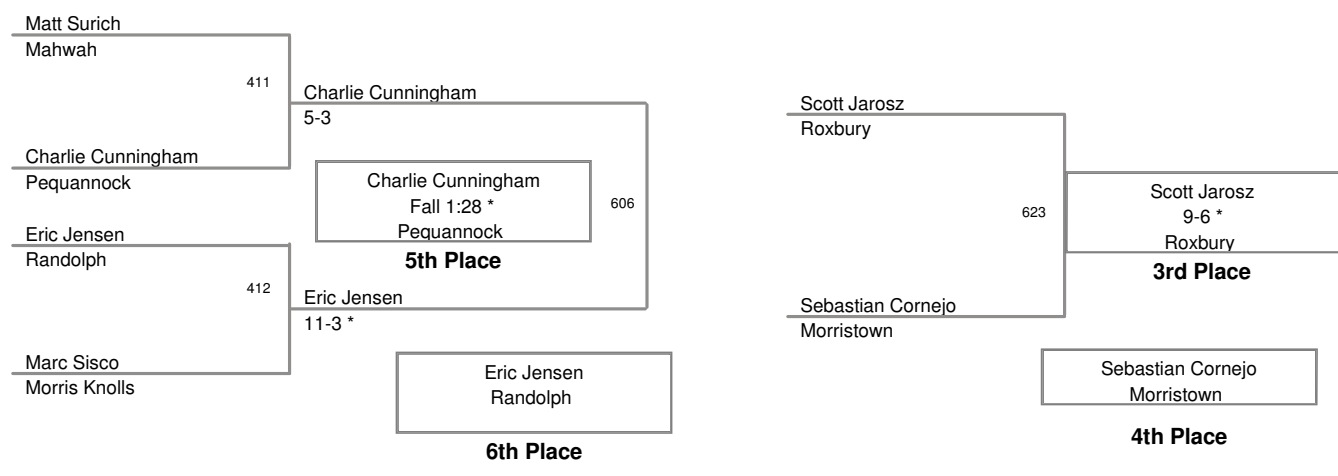 Matt Surich
Mahwah
411
Charlie Cunningham
5-3
Charlie Cunningham
Pequannock
Charlie Cunningham
Fall 1:28 *
Pequannock
5th Place
606
Eric Jensen
Randolph
412
Eric Jensen
11-3 *
Marc Sisco
Morris Knolls
Eric Jensen
Randolph
6th Place
Scott Jarosz
Roxbury
623
Scott Jarosz
9-6 *
Roxbury
3rd Place
Sebastian Cornejo
Morristown
Sebastian Cornejo
Morristown
4th Place